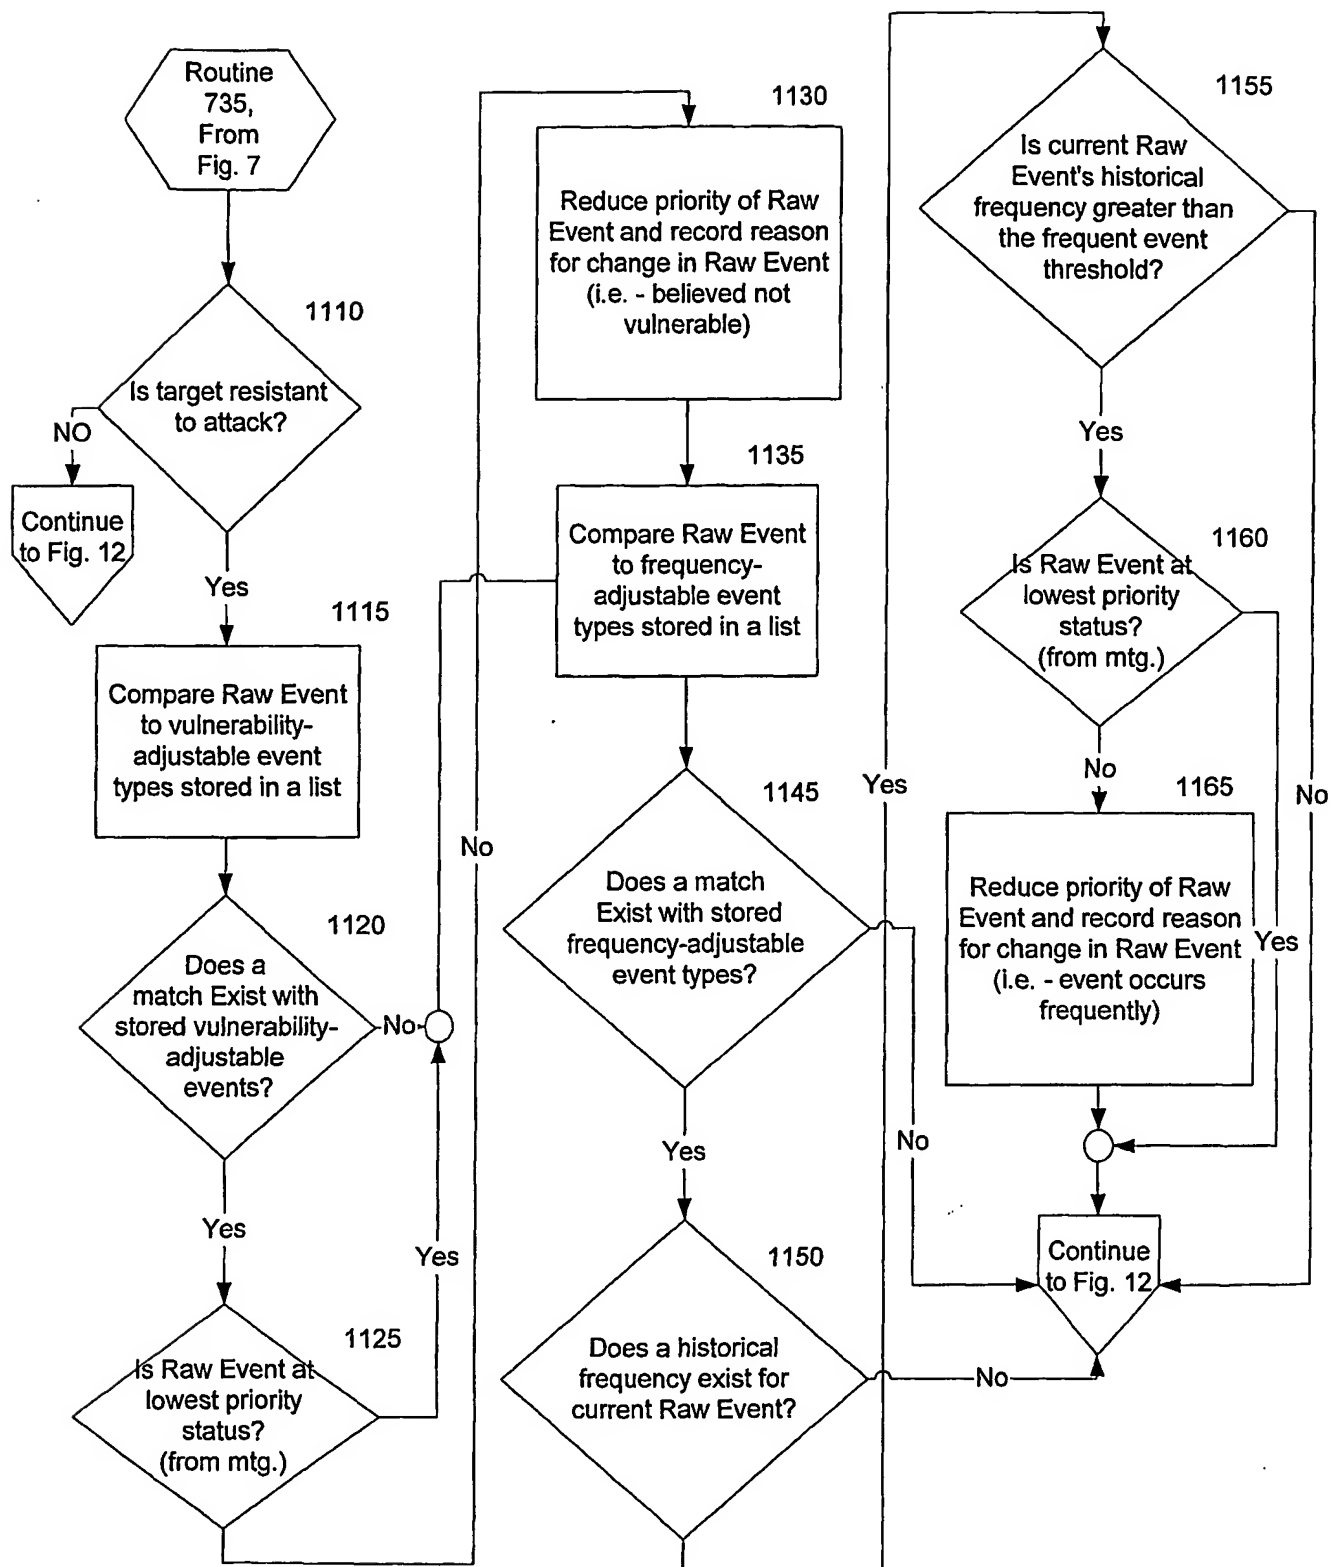 Routine
735,
From
Fig. 7
1110
Is target resistant
to attack?
NO
Continue
to Fig. 12
Yes
1115
Compare Raw Event
to vulnerability-
adjustable event
types stored in a list
1120
Does a
match Exist with
stored vulnerability-
adjustable
events?
No
Yes
Yes
1125
Is Raw Event at
lowest priority
status?
(from mtg.)
No
1130
Reduce priority of Raw
Event and record reason
for change in Raw Event
(i.e. - believed not
vulnerable)
1135
Compare Raw Event
to frequency-
adjustable event
types stored in a list
1145
Does a match
Exist with stored
frequency-adjustable
event types?
No
Yes
1150
Does a historical
frequency exist for
current Raw Event?
No
Yes
1155
Is current Raw
Event's historical
frequency greater than
the frequent event
threshold?
Yes
No
1160
Is Raw Event at
lowest priority
status?
(from mtg.)
No
Yes
1165
Reduce priority of Raw
Event and record reason
for change in Raw Event
(i.e. - event occurs
frequently)
Continue
to Fig. 12